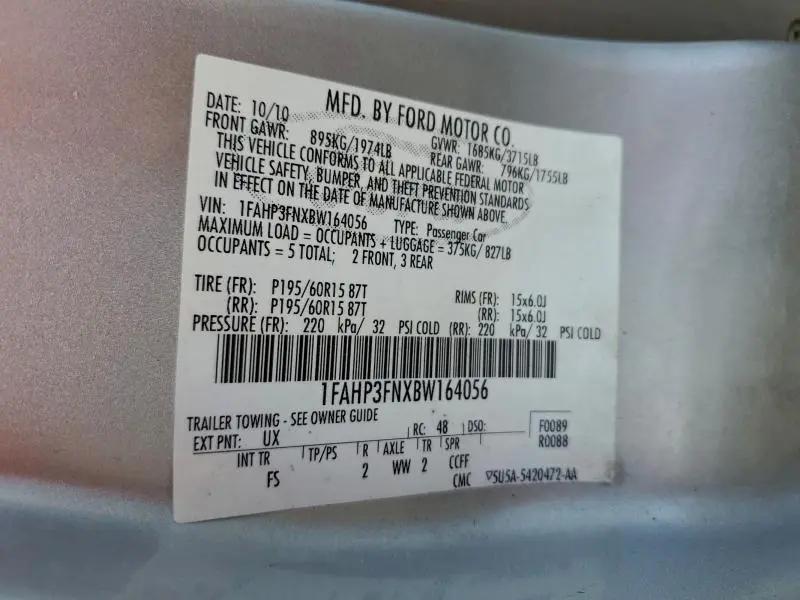 MFD. BY FORD MOTOR CO.
DATE: 10/10 GVWR: 1685KG/3715LB
FRONT GAWR: 895KG/1974LB REAR GAWR: 796KG/1755LB
THIS VEHICLE CONFORMS TO ALL APPLICABLE FEDERAL MOTOR
VEHICLE SAFETY, BUMPER, AND THEFT PREVENTION STANDARDS
IN EFFECT ON THE DATE OF MANUFACTURE SHOWN ABOVE.
VIN: 1FAHP3FNXBW164056 TYPE: Passenger Car
MAXIMUM LOAD = OCCUPANTS + LUGGAGE = 375KG/ 827LB
OCCUPANTS = 5 TOTAL; 2 FRONT, 3 REAR
TIRE (FR): P195/60R15 87T RIMS (FR): 15x6.0J
(RR): P195/60R15 87T (RR): 15x6.0J
PRESSURE (FR): 220 kPa/ 32 PSI COLD (RR): 220 kPa/ 32 PSI COLD
1FAHP3FNXBW164056
TRAILER TOWING - SEE OWNER GUIDE
EXT PNT: UX RC: 48 DSO: F0089
R0088
INT TR TP/PS R AXLE TR SPR
FS 2 WW 2 CCFF
CMC ▽5U5A-5420472-AA